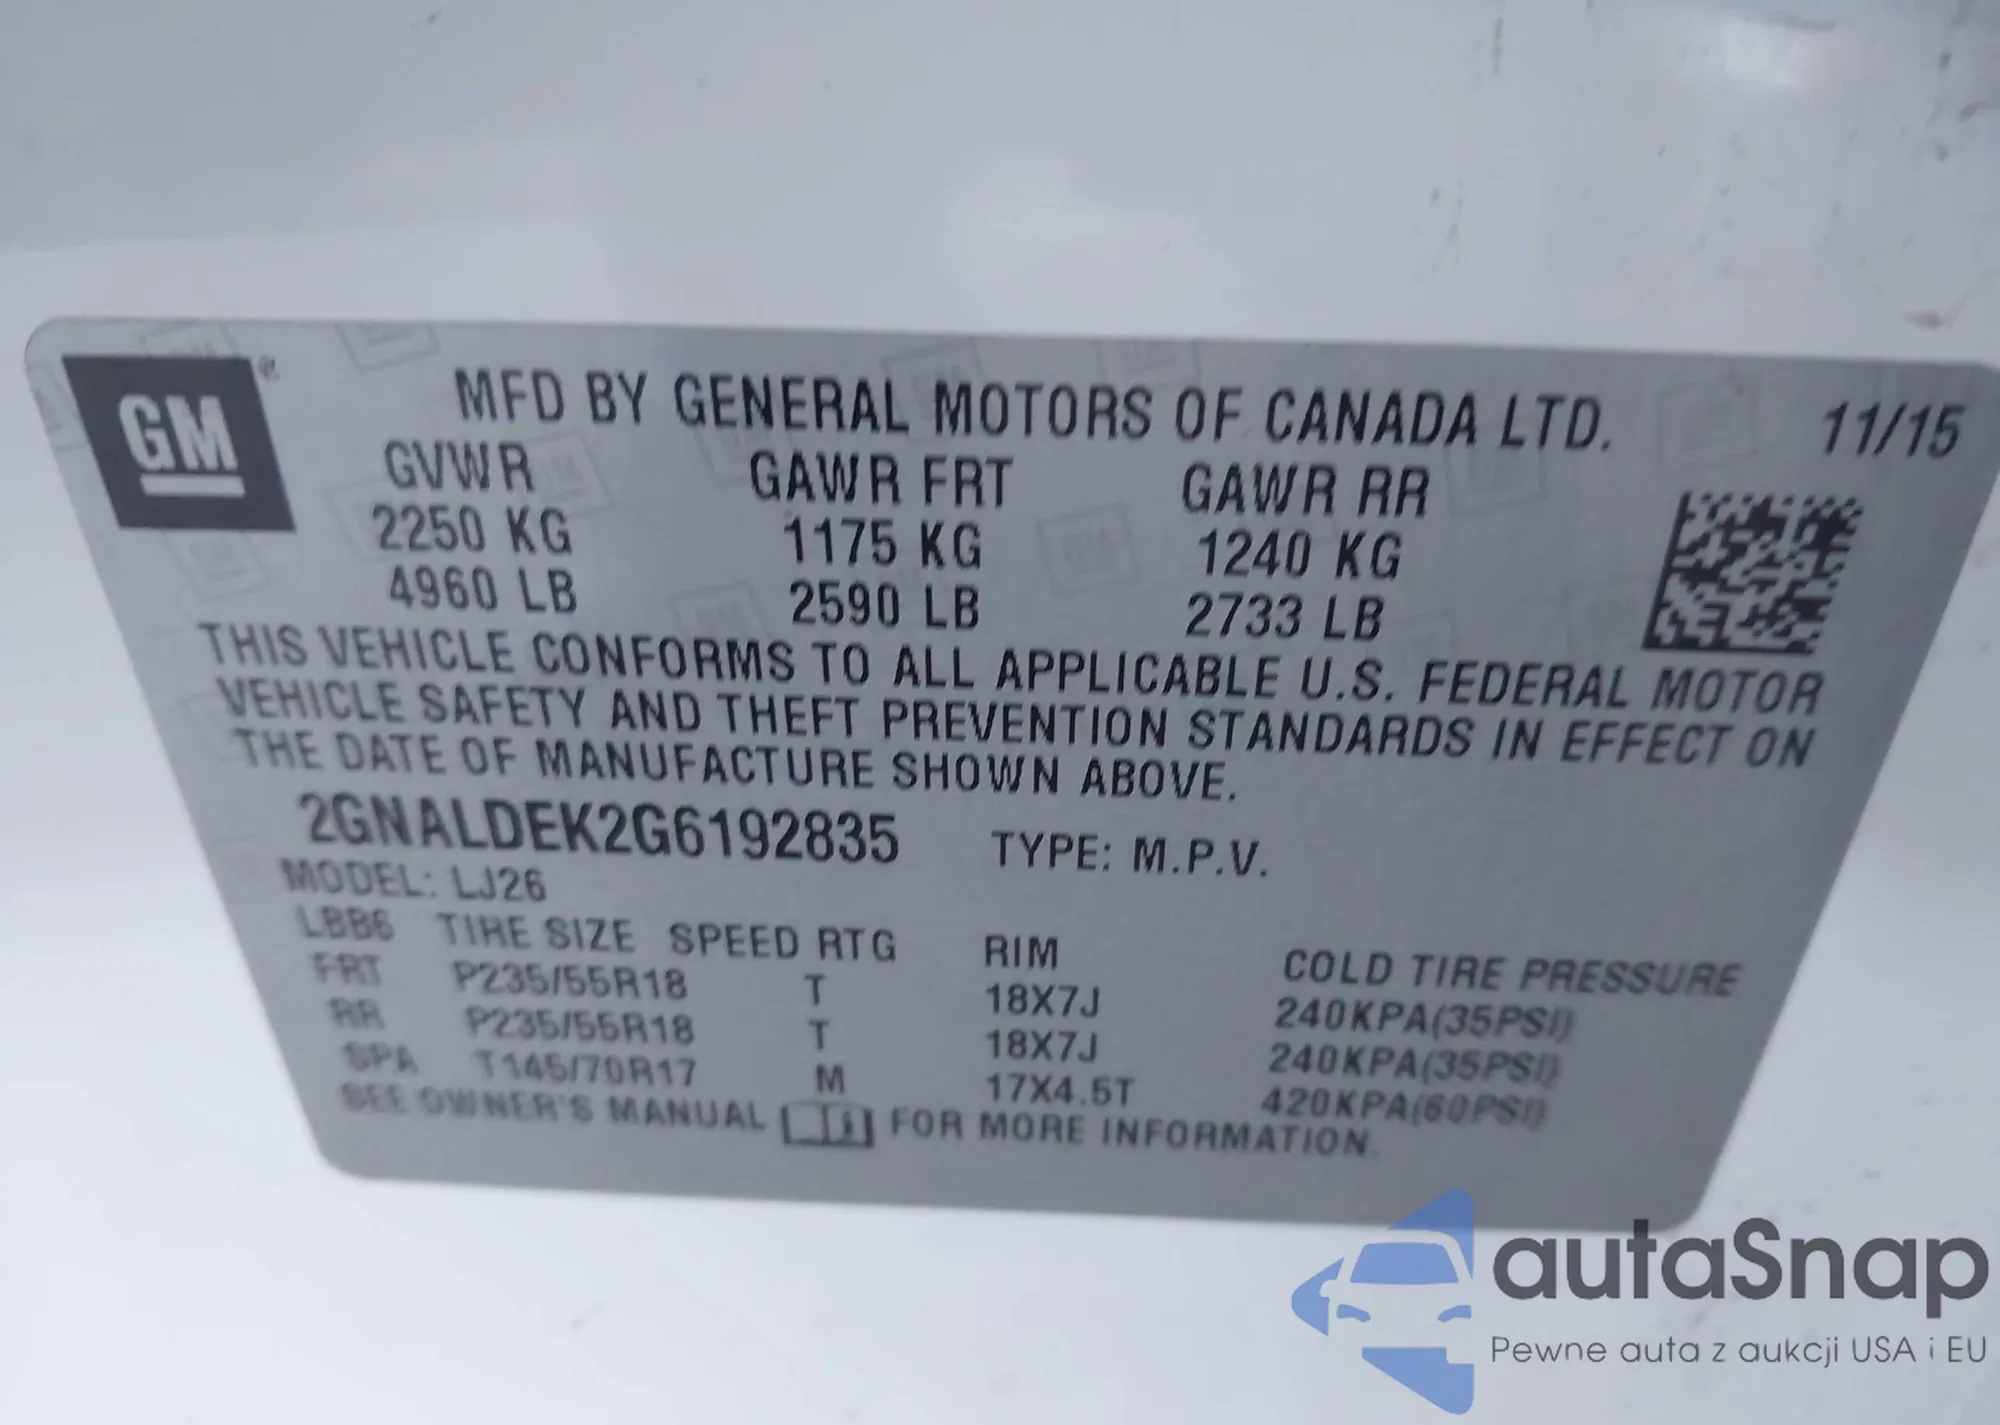 GM ®
MFD BY GENERAL MOTORS OF CANADA LTD. 11/15
GVWR GAWR FRT GAWR RR
2250 KG 1175 KG 1240 KG
4960 LB 2590 LB 2733 LB
THIS VEHICLE CONFORMS TO ALL APPLICABLE U.S. FEDERAL MOTOR
VEHICLE SAFETY AND THEFT PREVENTION STANDARDS IN EFFECT ON
THE DATE OF MANUFACTURE SHOWN ABOVE.
2GNALDEK2G6192835 TYPE: M.P.V.
MODEL: LJ26
LBB6 TIRE SIZE SPEED RTG RIM COLD TIRE PRESSURE
FRT P235/55R18 T 18X7J 240KPA(35PSI)
RR P235/55R18 T 18X7J 240KPA(35PSI)
SPA T145/70R17 M 17X4.5T 420KPA(60PSI)
SEE OWNER'S MANUAL FOR MORE INFORMATION.
autaSnap
Pewne auta z aukcji USA i EU